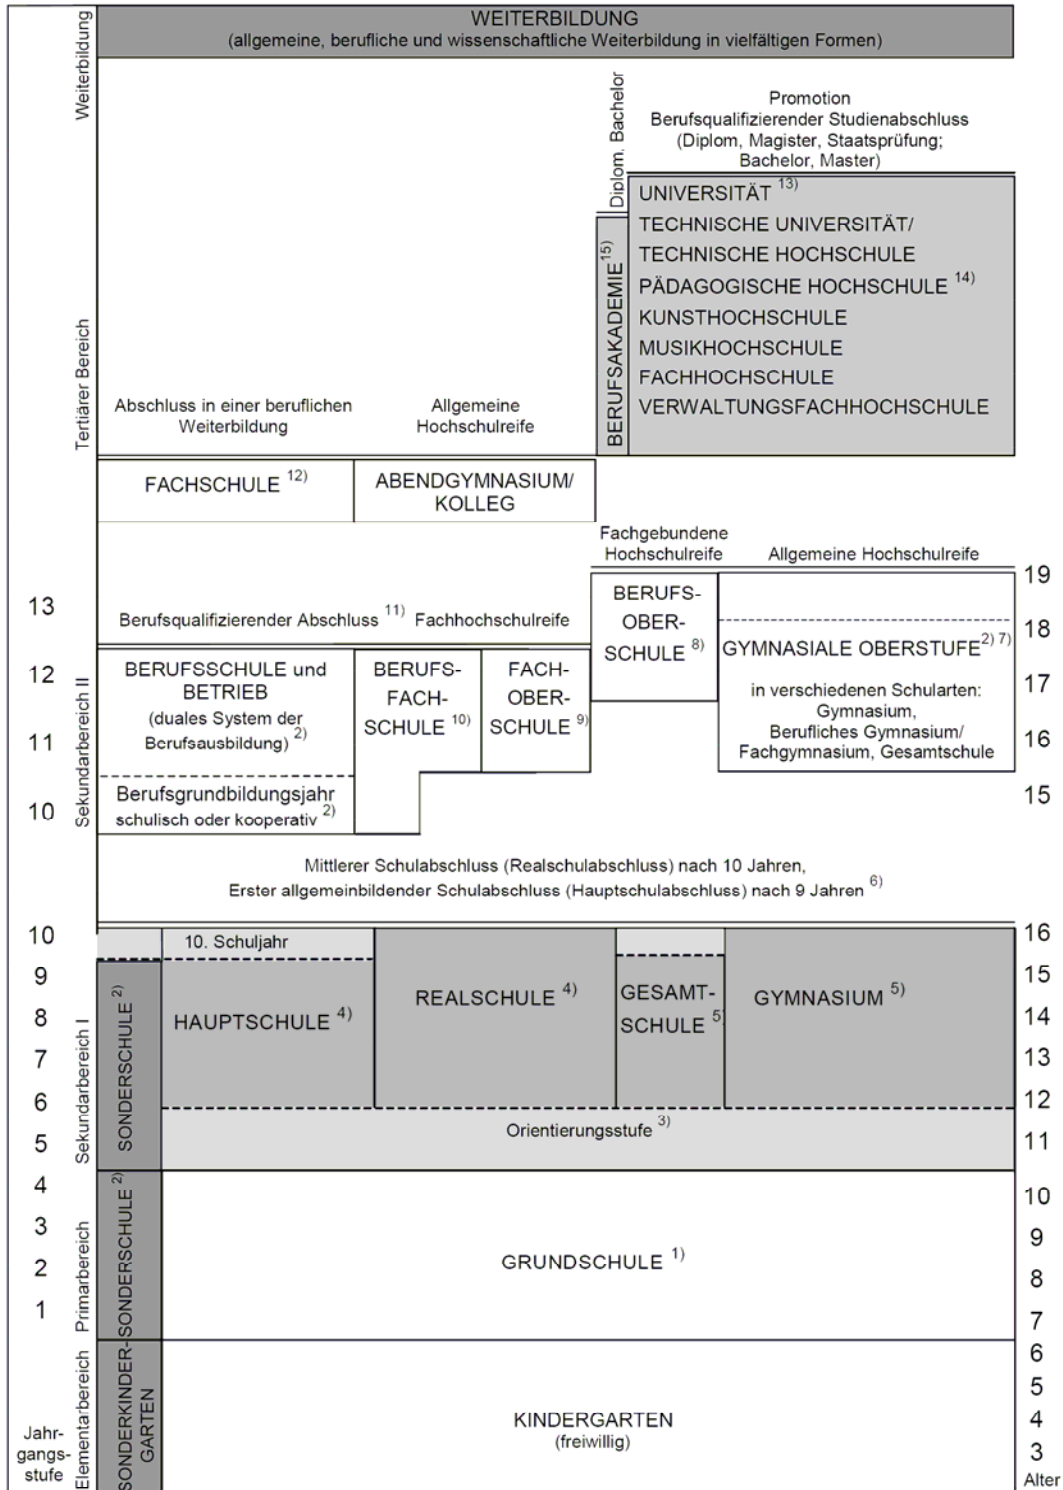 WEITERBILDUNG
(allgemeine, berufliche und wissenschaftliche Weiterbildung in vielfältigen Formen)
Weiterbildung
Diplom, Bachelor
Promotion
Berufsqualifizierender Studienabschluss
(Diplom, Magister, Staatsprüfung;
Bachelor, Master)
Tertiärer Bereich
BERUFSAKADEMIE 15)
UNIVERSITÄT 13)
TECHNISCHE UNIVERSITÄT/
TECHNISCHE HOCHSCHULE
PÄDAGOGISCHE HOCHSCHULE 14)
KUNSTHOCHSCHULE
MUSIKHOCHSCHULE
FACHHOCHSCHULE
VERWALTUNGSFACHHOCHSCHULE
Abschluss in einer beruflichen
Weiterbildung
Allgemeine
Hochschulreife
FACHSCHULE 12)
ABENDGYMNASIUM/
KOLLEG
Fachgebundene
Hochschulreife
Allgemeine Hochschulreife
13
12
11
10
Sekundarbereich II
Berufsqualifizierender Abschluss 11)
Fachhochschulreife
BERUFSSCHULE und
BETRIEB
(duales System der
Berufsausbildung) 2)
Berufsgrundbildungsjahr
schulisch oder kooperativ 2)
BERUFS-
FACH-
SCHULE 10)
FACH-
OBER-
SCHULE 9)
BERUFS-
OBER-
SCHULE 8)
GYMNASIALE OBERSTUFE 2) 7)
in verschiedenen Schularten:
Gymnasium,
Berufliches Gymnasium/
Fachgymnasium, Gesamtschule
19
18
17
16
15
Mittlerer Schulabschluss (Realschulabschluss) nach 10 Jahren,
Erster allgemeinbildender Schulabschluss (Hauptschulabschluss) nach 9 Jahren 6)
10
9
8
7
6
5
Sekundarbereich I
SONDERSCHULE 2)
10. Schuljahr
HAUPTSCHULE 4)
REALSCHULE 4)
GESAMT-
SCHULE 5)
GYMNASIUM 5)
Orientierungsstufe 3)
16
15
14
13
12
11
4
3
2
1
Primarbereich
SONDERSCHULE 2)
GRUNDSCHULE 1)
10
9
8
7
Jahr-
gangs-
stufe
Elementarbereich
SONDERKINDER-
GARTEN
KINDERGARTEN
(freiwillig)
6
5
4
3
Alter